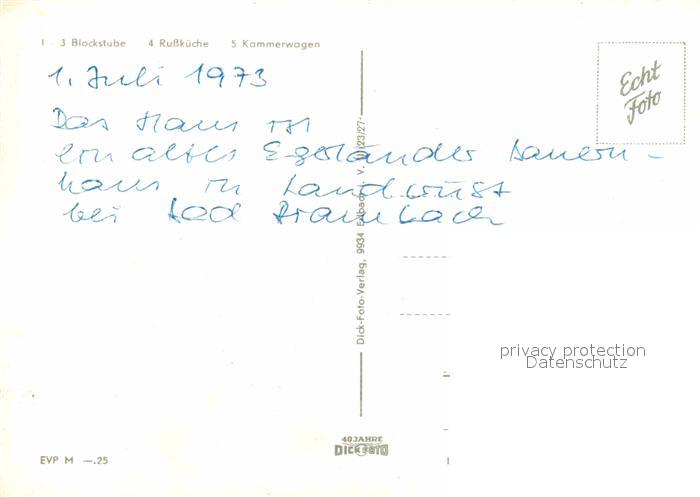 1 - 3 Blockstube 4 Rußküche 5 Kammerwagen
1. Juli 1973
Das Haus ist
ein altes Egerländer Bauern-
haus in Landwüst
bei Bad Brambach
Echt
Foto
Dick-Foto-Verlag, 9934 Erlbach i. V.
privacy protection
Datenschutz
40 JAHRE
DICK FOTO
EVP M —.25